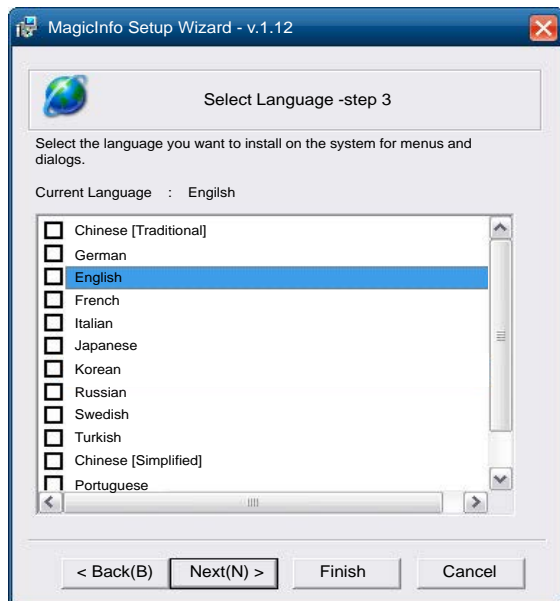 MagicInfo Setup Wizard - v.1.12
Select Language -step 3
Select the language you want to install on the system for menus and
dialogs.
Current Language : Engilsh
Chinese [Traditional]
German
English
French
Italian
Japanese
Korean
Russian
Swedish
Turkish
Chinese [Simplified]
Portuguese
< Back(B) Next(N) > Finish Cancel